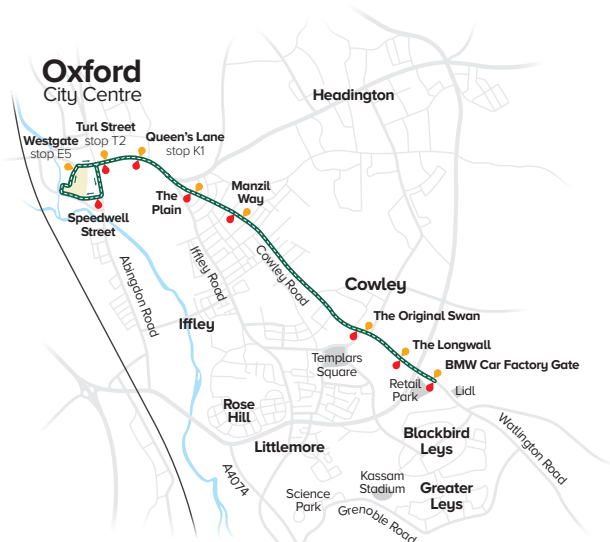 Oxford
City Centre
Headington
Turl Street
stop T2
Queen's Lane
stop K1
Westgate
stop E5
The
Plain
Manzil
Way
Speedwell
Street
Abingdon Road
Iffley Road
Cowley Road
Cowley
Iffley
The Original Swan
The Longwall
BMW Car Factory Gate
Templars
Square
Retail
Park
Lidl
Rose
Hill
Littlemore
Blackbird
Leys
Watlington Road
A4074
Kassam
Stadium
Science
Park
Greater
Leys
Grenoble Road